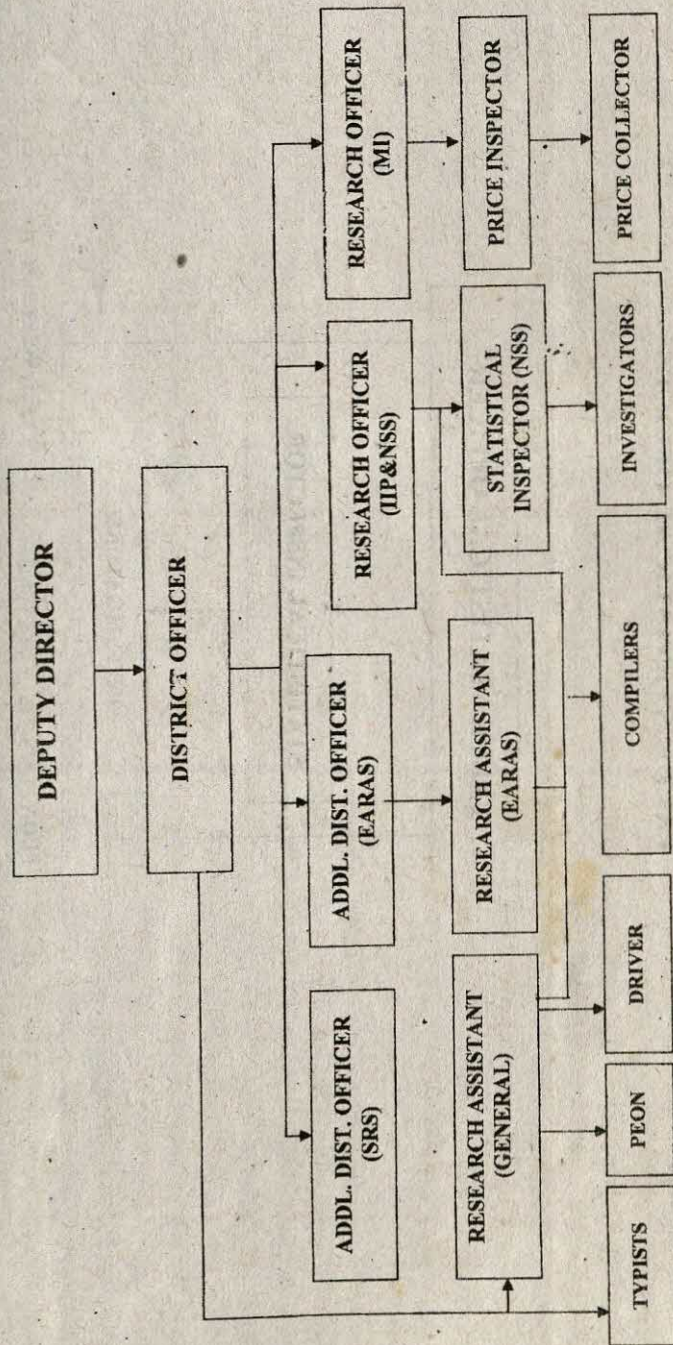 DEPUTY DIRECTOR
DISTRICT OFFICER
ADDL. DIST. OFFICER
(SRS)
ADDL. DIST. OFFICER
(EARAS)
RESEARCH OFFICER
(IIP&NSS)
RESEARCH OFFICER
(MI)
RESEARCH ASSISTANT
(GENERAL)
RESEARCH ASSISTANT
(EARAS)
STATISTICAL
INSPECTOR (NSS)
PRICE INSPECTOR
TYPISTS
PEON
DRIVER
COMPILERS
INVESTIGATORS
PRICE COLLECTOR